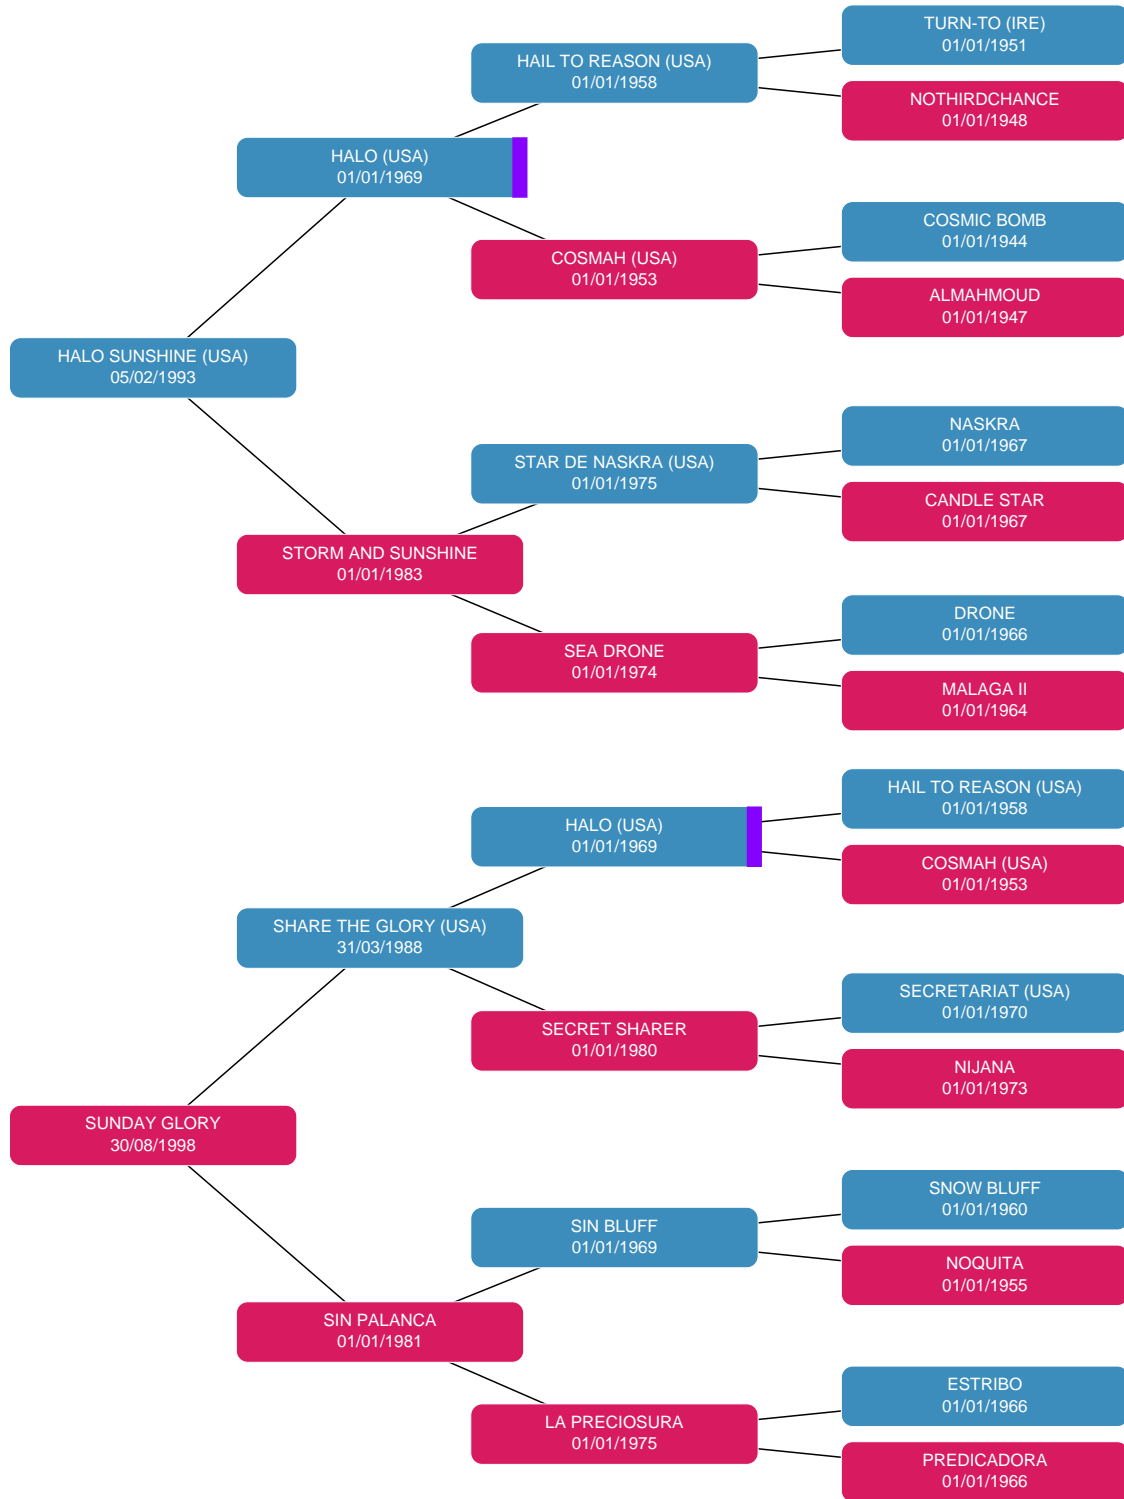 TURN-TO (IRE)
01/01/1951
HAIL TO REASON (USA)
01/01/1958
NOTHIRDCHANCE
01/01/1948
HALO (USA)
01/01/1969
COSMIC BOMB
01/01/1944
COSMAH (USA)
01/01/1953
ALMAHMOUD
01/01/1947
HALO SUNSHINE (USA)
05/02/1993
NASKRA
01/01/1967
STAR DE NASKRA (USA)
01/01/1975
CANDLE STAR
01/01/1967
STORM AND SUNSHINE
01/01/1983
DRONE
01/01/1966
SEA DRONE
01/01/1974
MALAGA II
01/01/1964
HAIL TO REASON (USA)
01/01/1958
HALO (USA)
01/01/1969
COSMAH (USA)
01/01/1953
SHARE THE GLORY (USA)
31/03/1988
SECRETARIAT (USA)
01/01/1970
SECRET SHARER
01/01/1980
NIJANA
01/01/1973
SUNDAY GLORY
30/08/1998
SNOW BLUFF
01/01/1960
SIN BLUFF
01/01/1969
NOQUITA
01/01/1955
SIN PALANCA
01/01/1981
ESTRIBO
01/01/1966
LA PRECIOSURA
01/01/1975
PREDICADORA
01/01/1966